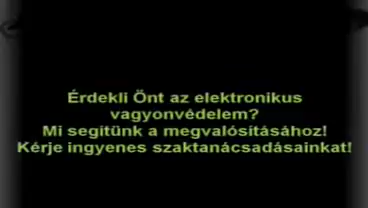 Érdekli Önt az elektronikus
vagyonvédelem?
Mi segítünk a megvalósításához!
Kérje ingyenes szaktanácsadásainkat!